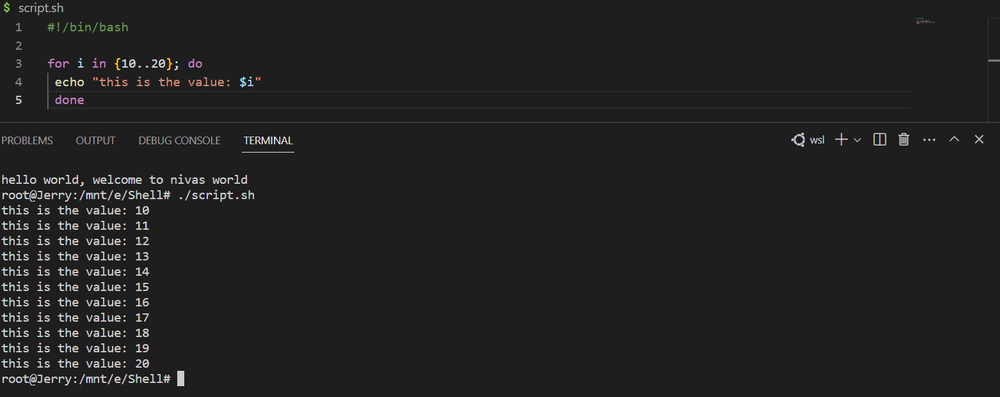 $ script.sh
1 #!/bin/bash
2
3 for i in {10..20}; do
4 echo "this is the value: $i"
5 done
PROBLEMS OUTPUT DEBUG CONSOLE TERMINAL wsl
hello world, welcome to nivas world
root@Jerry:/mnt/e/Shell# ./script.sh
this is the value: 10
this is the value: 11
this is the value: 12
this is the value: 13
this is the value: 14
this is the value: 15
this is the value: 16
this is the value: 17
this is the value: 18
this is the value: 19
this is the value: 20
root@Jerry:/mnt/e/Shell#